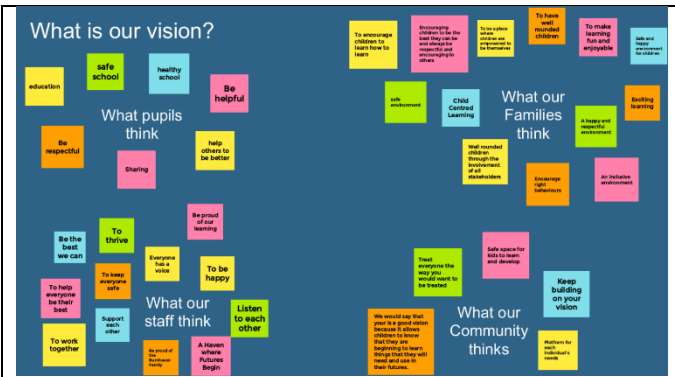 What is our vision?
education
safe
school
healthy
school
Be
helpful
What pupils
think
Be
respectful
Sharing
help
others to
be better
To encourage
children to
learn how to
learn
Encouraging
children to be the
best they can be
and always be
respectful and
encouraging to
others
To be a place
where
children are
empowered to
be themselves
To have
well
rounded
children
To make
learning
fun and
enjoyable
Safe and
happy
environment
for children
safe
environment
Child
Centred
Learning
What our
Families
think
Exciting
learning
A happy and
respectful
environment
Well rounded
children
through the
involvement
of all
stakeholders
Encourage
right
behaviours
An inclusive
environment
Be proud
of our
learning
Be the
best
we can
To
thrive
Everyone
has a
voice
To keep
everyone
safe
To be
happy
To help
everyone
be their
best
Support
each
other
What our
staff think
Listen
to each
other
To work
together
Be proud of
the
Family
A Haven
where
Futures
Begin
Treat
everyone the
way you
would want to
be treated
Safe space for
kids to learn
and develop
Keep
building
on your
vision
What our
Community
thinks
We would say that
your is a good vision
because it allows
children to know
that they are
beginning to learn
things that they will
need and use in
their futures.
Platform for
each
individual's
needs